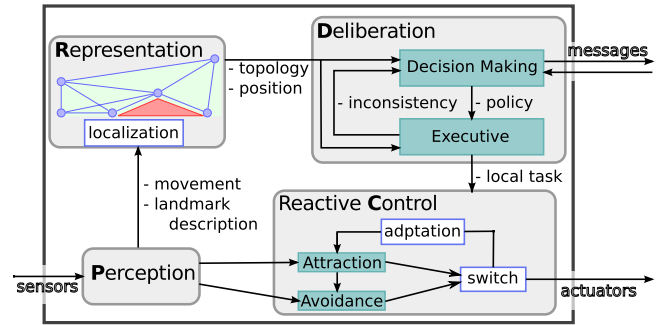 Representation
localization
- topology
- position
Deliberation
Decision Making
- inconsistency
- policy
Executive
messages
- local task
- movement
- landmark
description
Reactive Control
adptation
Attraction
switch
Avoidance
Perception
sensors
actuators